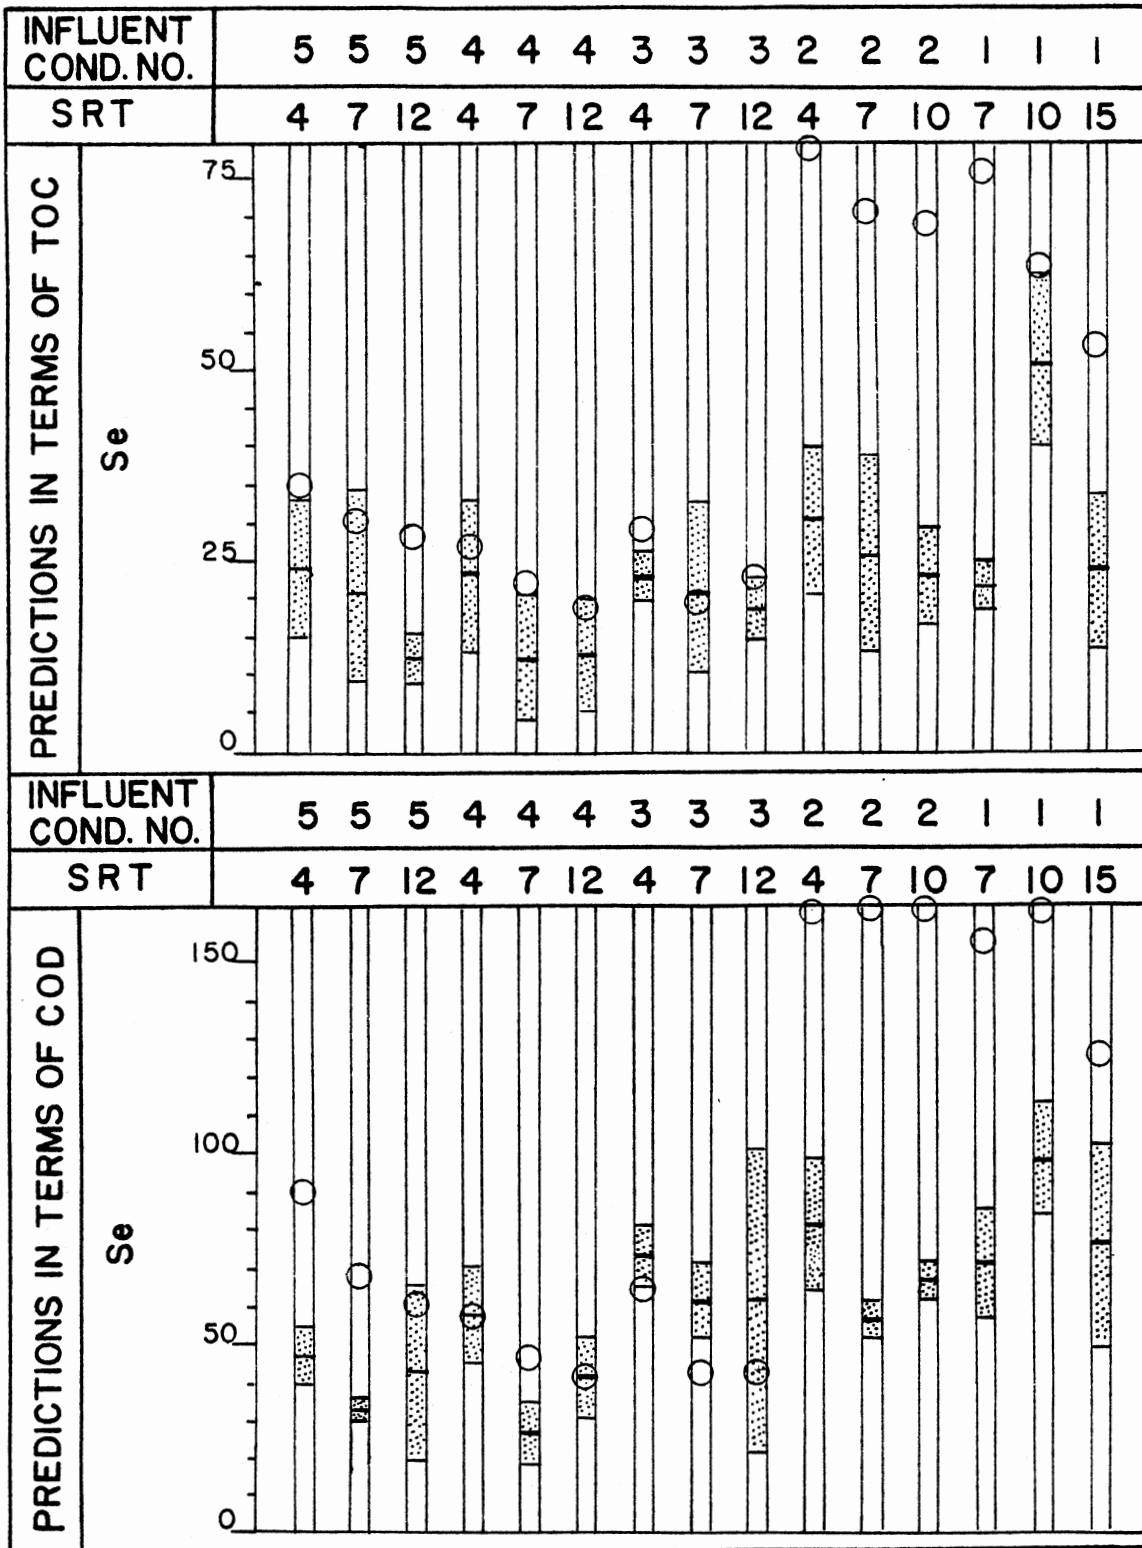 INFLUENT
COND. NO.
5 5 5 4 4 4 3 3 3 2 2 2 1 1 1
SRT
4 7 12 4 7 12 4 7 12 4 7 10 7 10 15
PREDICTIONS IN TERMS OF TOC
Se
75
50
25
0
INFLUENT
COND. NO.
5 5 5 4 4 4 3 3 3 2 2 2 1 1 1
SRT
4 7 12 4 7 12 4 7 12 4 7 10 7 10 15
PREDICTIONS IN TERMS OF COD
Se
150
100
50
0